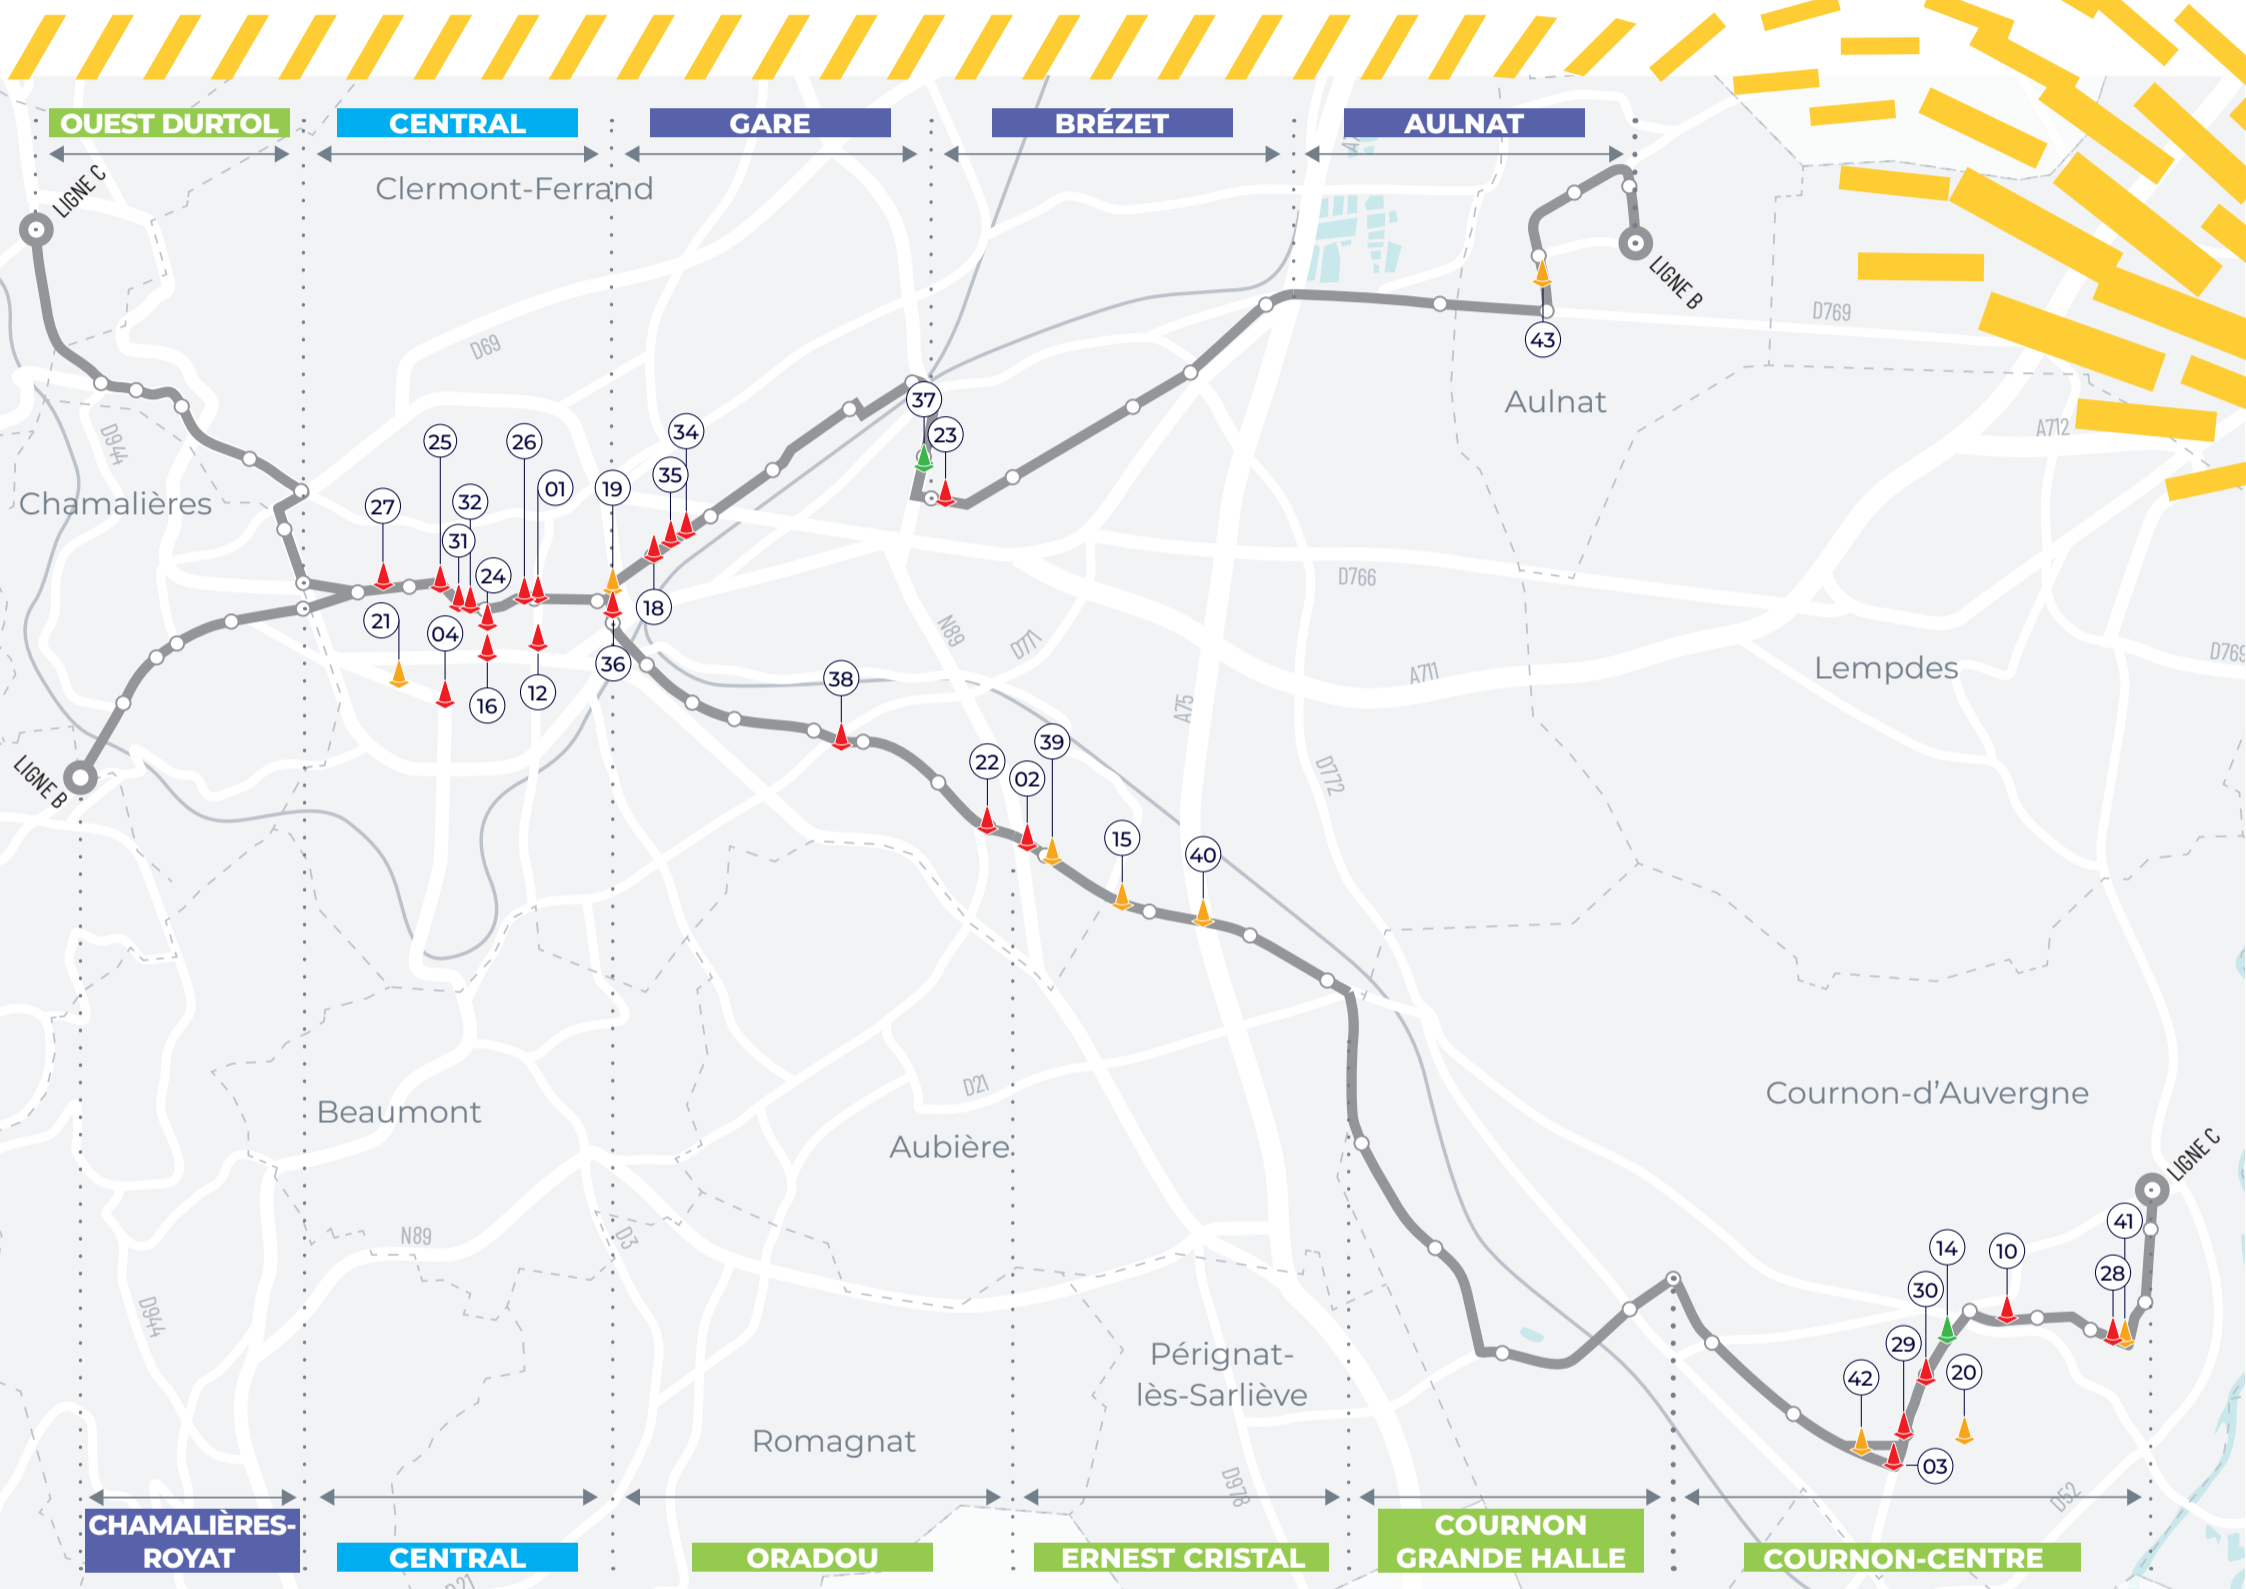 OUEST DURTOL
CENTRAL
GARE
BRÉZET
AULNAT
LIGNE C
Clermont-Ferrand
LIGNE B
D769
43
D69
Aulnat
37
23
34
35
D944
25
26
A712
Chamalières
27
32
01
19
31
24
D766
18
21
04
N89
D771
36
D769
Lempdes
A711
16
12
38
A75
LIGNE B
39
22
02
D772
15
40
D21
Cournon-d’Auvergne
Beaumont
Aubière
LIGNE C
N89
D3
41
14
10
28
30
D944
29
Pérignat-
lès-Sarliève
42
20
Romagnat
03
D978
D52
CHAMALIÈRES-
ROYAT
CENTRAL
ORADOU
ERNEST CRISTAL
COURNON
GRANDE HALLE
COURNON-CENTRE
D21